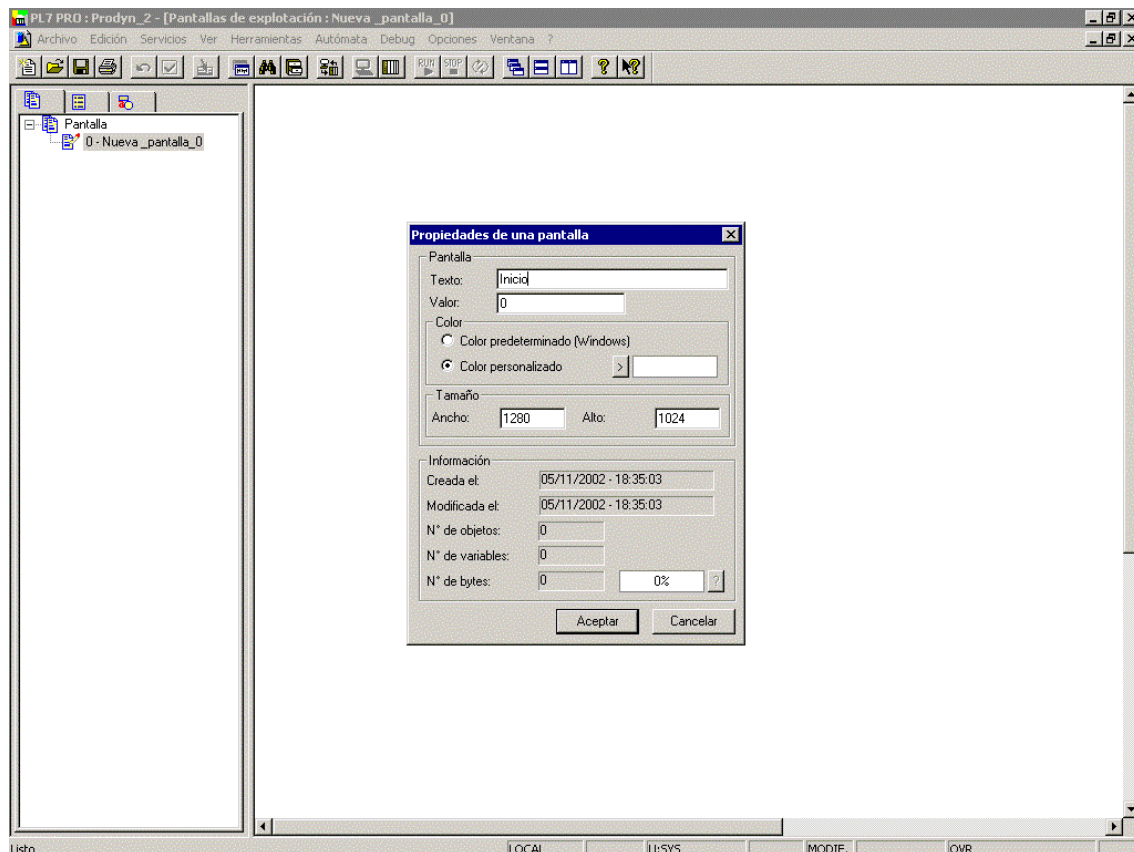 PL7 PRO : Prodyn_2 - [Pantallas de explotación : Nueva _pantalla_0]
Archivo Edición Servicios Ver Herramientas Autómata Debug Opciones Ventana ?
RUN STOP
Pantalla
0 - Nueva _pantalla_0
Propiedades de una pantalla
Pantalla
Texto: Inicio
Valor: 0
Color
Color predeterminado (Windows)
Color personalizado >
Tamaño
Ancho: 1280 Alto: 1024
Información
Creada el: 05/11/2002 - 18:35:03
Modificada el: 05/11/2002 - 18:35:03
N° de objetos: 0
N° de variables: 0
N° de bytes: 0 0% ?
Aceptar Cancelar
Listo LOCAL U:SYS MODIF. OVR